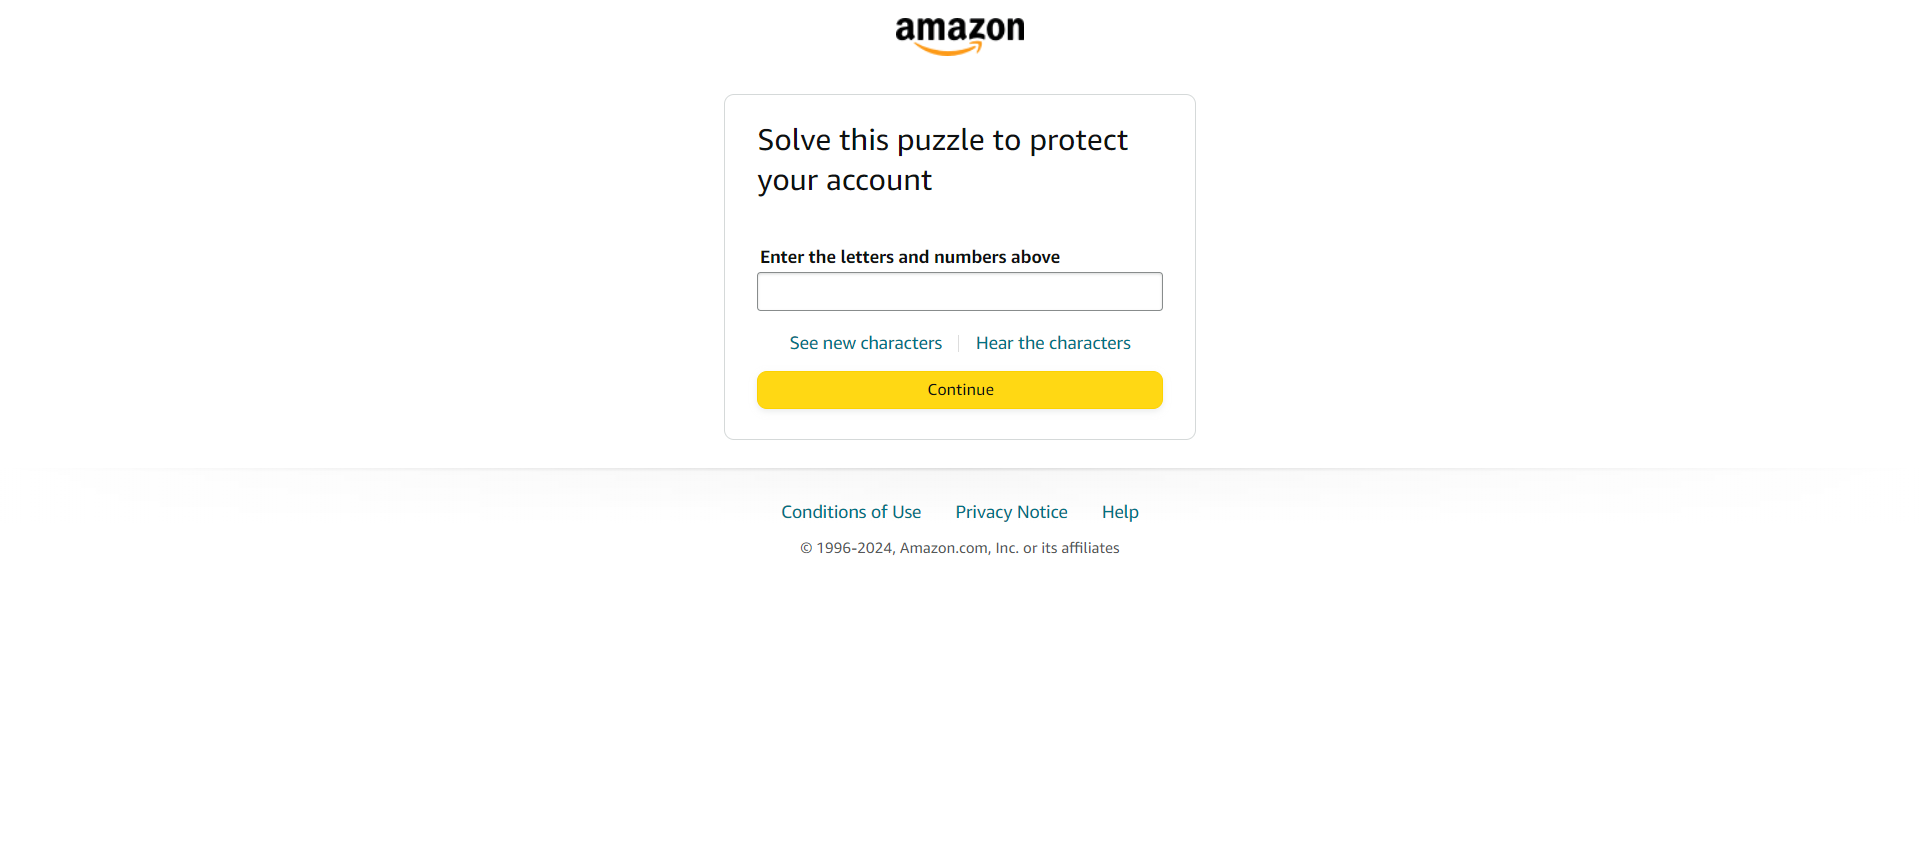 amazon
Solve this puzzle to protect
your account
Enter the letters and numbers above
See new characters
Hear the characters
Continue
Conditions of Use
Privacy Notice
Help
© 1996-2024, Amazon.com, Inc. or its affiliates